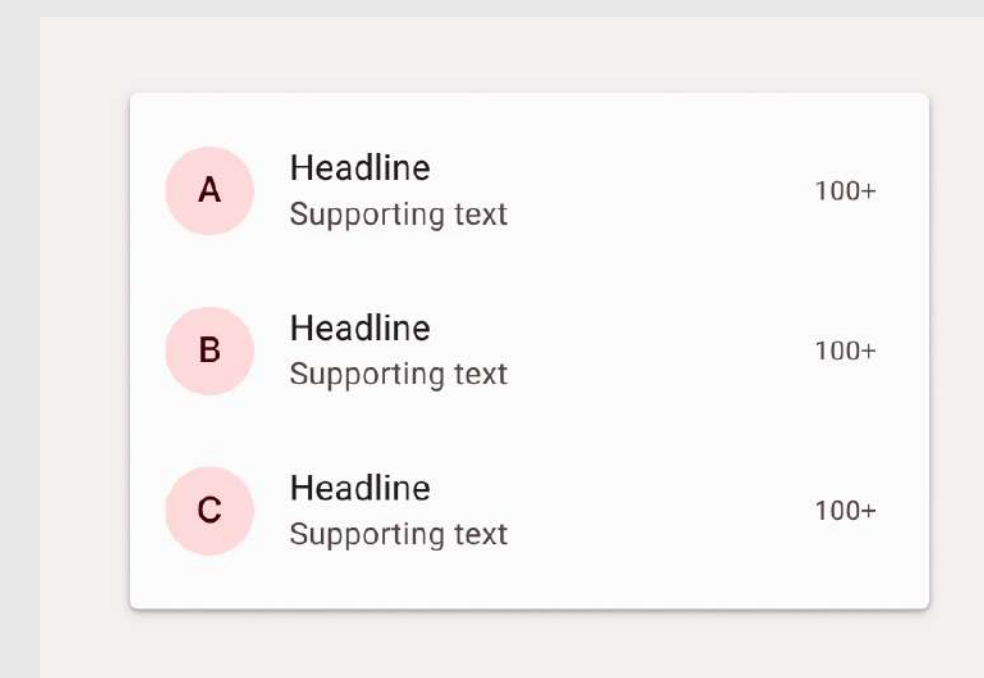 A
Headline
Supporting text
100+
B
Headline
Supporting text
100+
C
Headline
Supporting text
100+